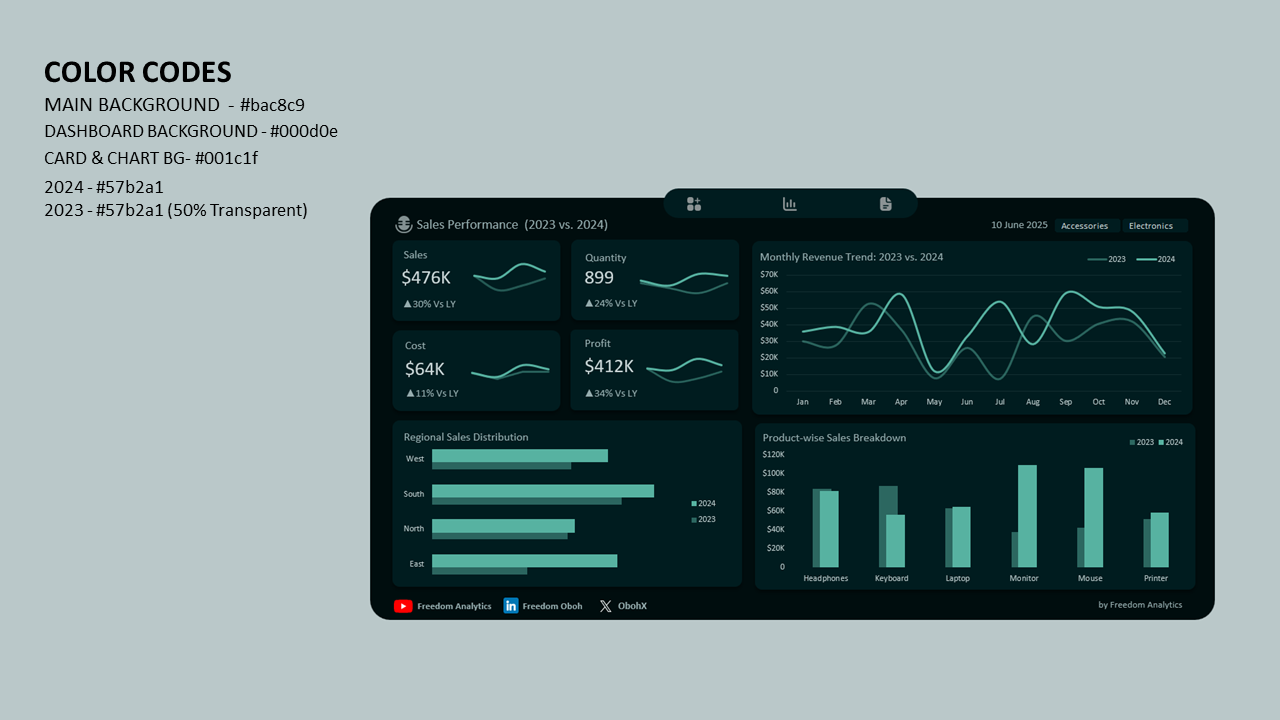 COLOR CODES
MAIN BACKGROUND - #bac8c9
DASHBOARD BACKGROUND - #000d0e
CARD & CHART BG- #001c1f
2024 - #57b2a1
2023 - #57b2a1 (50% Transparent)
Sales Performance (2023 vs. 2024)
10 June 2025
Accessories
Electronics
Sales
$476K
▲30% Vs LY
Quantity
899
▲24% Vs LY
Cost
$64K
▲11% Vs LY
Profit
$412K
▲34% Vs LY
Monthly Revenue Trend: 2023 vs. 2024
2023
2024
$70K
$60K
$50K
$40K
$30K
$20K
$10K
0
Jan Feb Mar Apr May Jun Jul Aug Sep Oct Nov Dec
Regional Sales Distribution
West
South
North
East
2024
2023
Product-wise Sales Breakdown
2023 2024
$120K
$100K
$80K
$60K
$40K
$20K
0
Headphones Keyboard Laptop Monitor Mouse Printer
Freedom Analytics
in Freedom Oboh
X ObohX
by Freedom Analytics